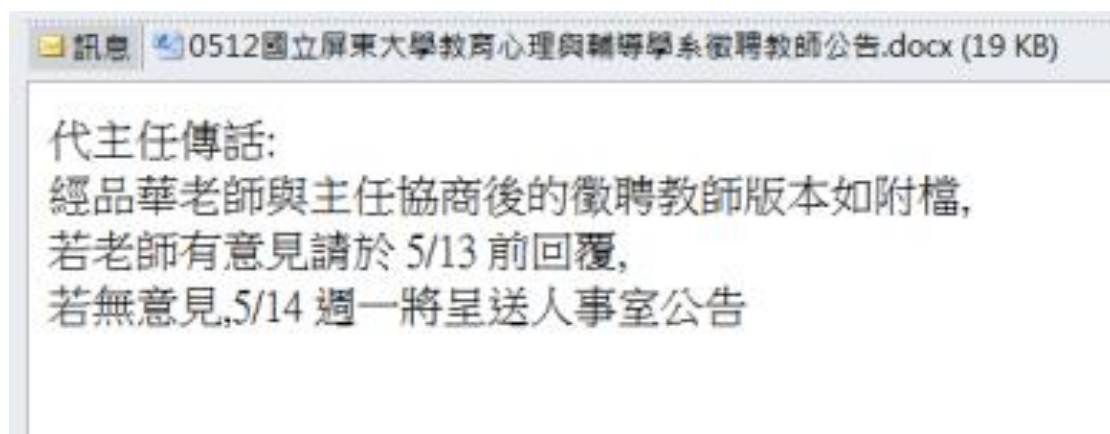 訊息 0512國立屏東大學教育心理與輔導學系徵聘教師公告.docx (19 KB)
代主任傳話:
經品華老師與主任協商後的徵聘教師版本如附檔,
若老師有意見請於 5/13 前回覆,
若無意見,5/14 週一將呈送人事室公告